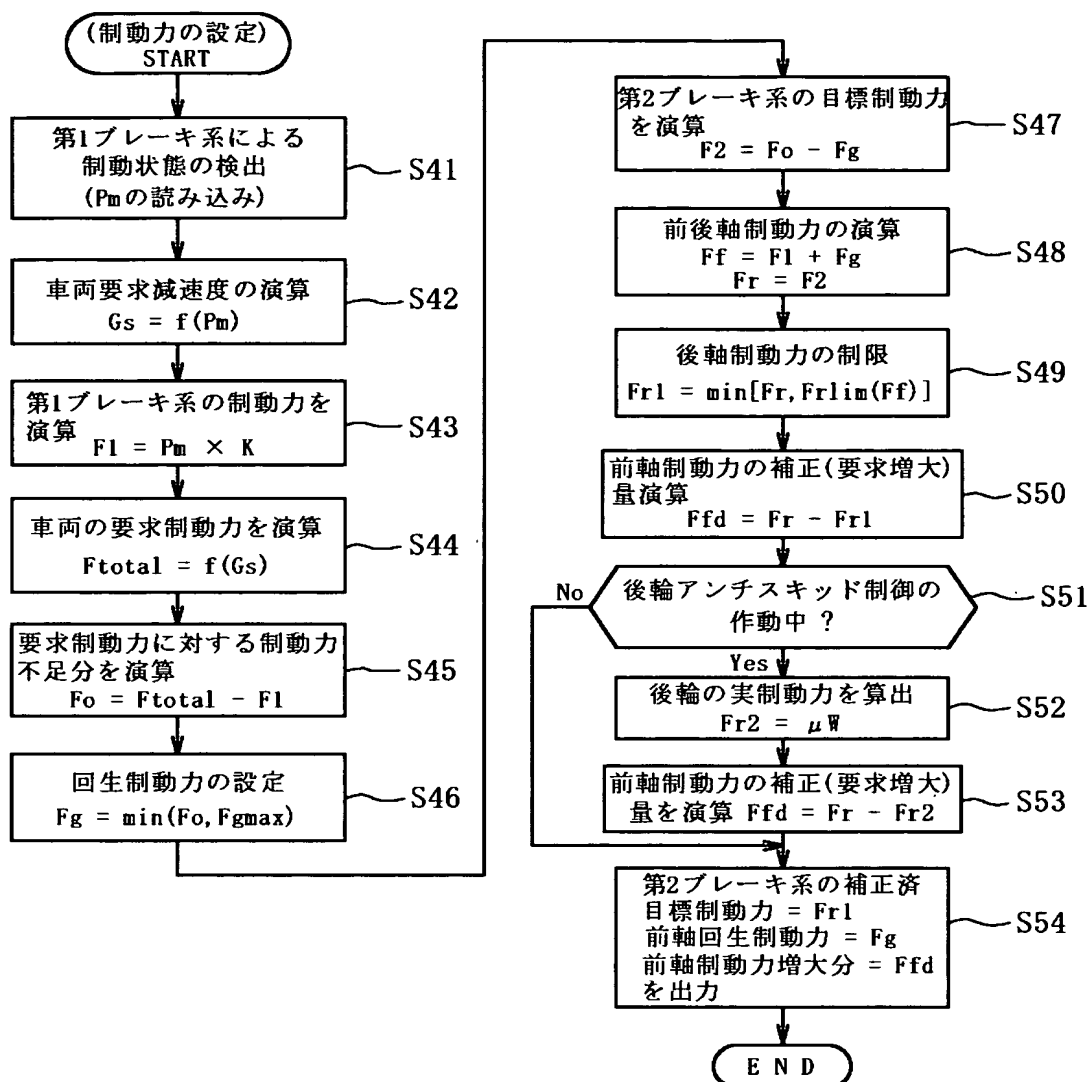 (制動力の設定)
START
第1ブレーキ系による
制動状態の検出
(Pmの読み込み)
S41
車両要求減速度の演算
Gs = f(Pm)
S42
第1ブレーキ系の制動力を
演算
F1 = Pm × K
S43
車両の要求制動力を演算
Ftotal = f(Gs)
S44
要求制動力に対する制動力
不足分を演算
Fo = Ftotal - F1
S45
回生制動力の設定
Fg = min(Fo,Fgmax)
S46
第2ブレーキ系の目標制動力
を演算
F2 = Fo - Fg
S47
前後軸制動力の演算
Ff = F1 + Fg
Fr = F2
S48
後軸制動力の制限
Fr1 = min[Fr,Frlim(Ff)]
S49
前軸制動力の補正(要求増大)
量演算
Ffd = Fr - Fr1
S50
後輪アンチスキッド制御の
作動中?
S51
No
Yes
後輪の実制動力を算出
Fr2 = μW
S52
前軸制動力の補正(要求増大)
量を演算 Ffd = Fr - Fr2
S53
第2ブレーキ系の補正済
目標制動力 = Fr1
前軸回生制動力 = Fg
前軸制動力増大分 = Ffd
を出力
S54
END